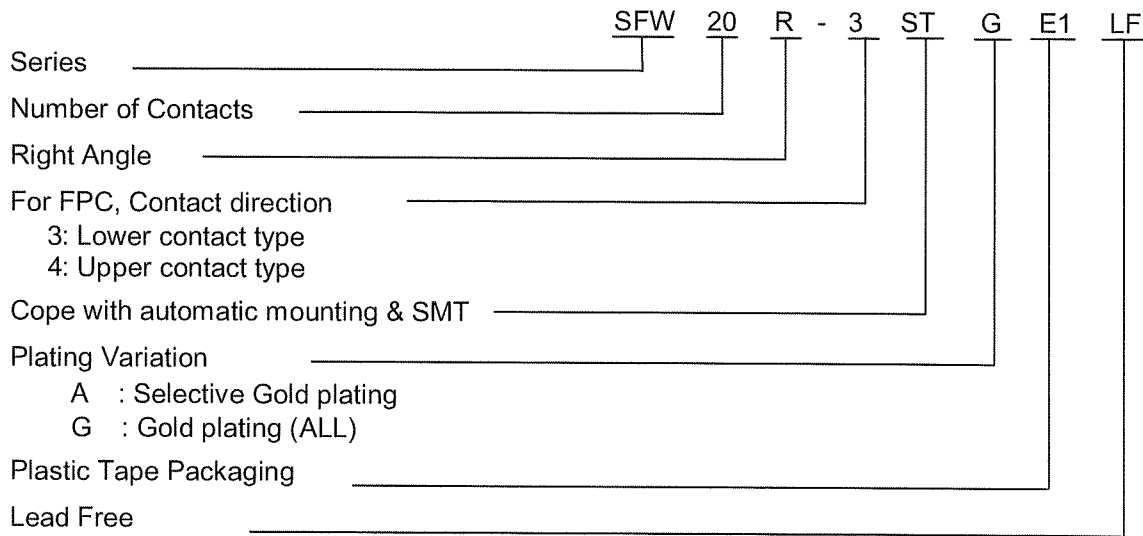 SFW 20 R - 3 ST G E1 LF
Series
Number of Contacts
Right Angle
For FPC, Contact direction
3: Lower contact type
4: Upper contact type
Cope with automatic mounting & SMT
Plating Variation
A : Selective Gold plating
G : Gold plating (ALL)
Plastic Tape Packaging
Lead Free